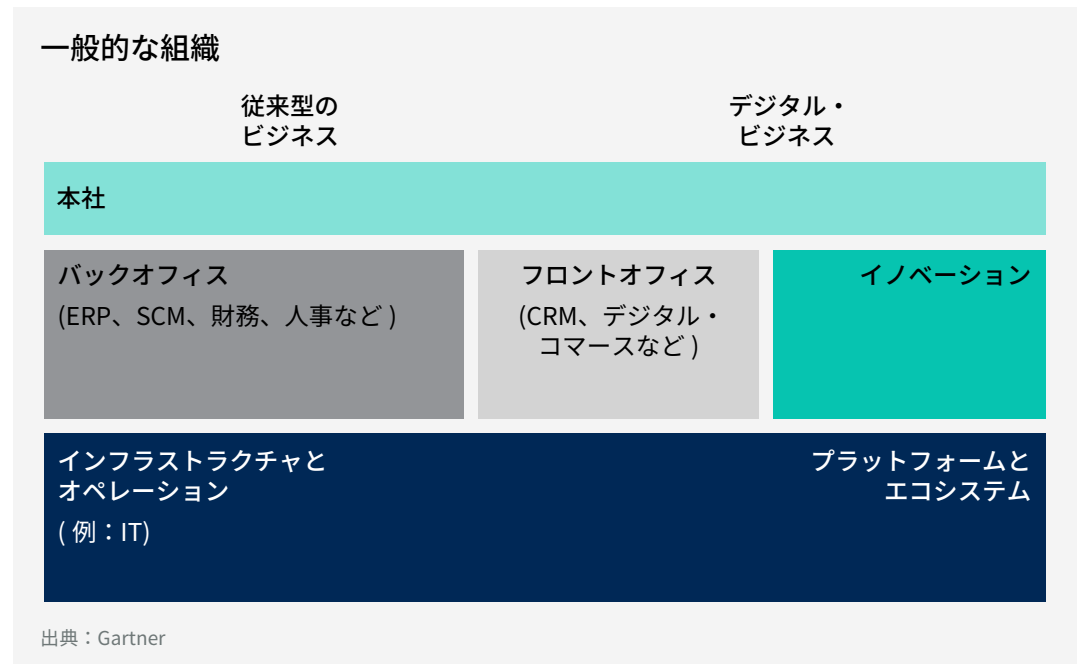 一般的な組織
従来型の
ビジネス
デジタル・
ビジネス
本社
バックオフィス
(ERP、SCM、財務、人事など )
フロントオフィス
(CRM、デジタル・
コマースなど )
イノベーション
インフラストラクチャと
オペレーション
( 例：IT)
プラットフォームと
エコシステム
出典：Gartner